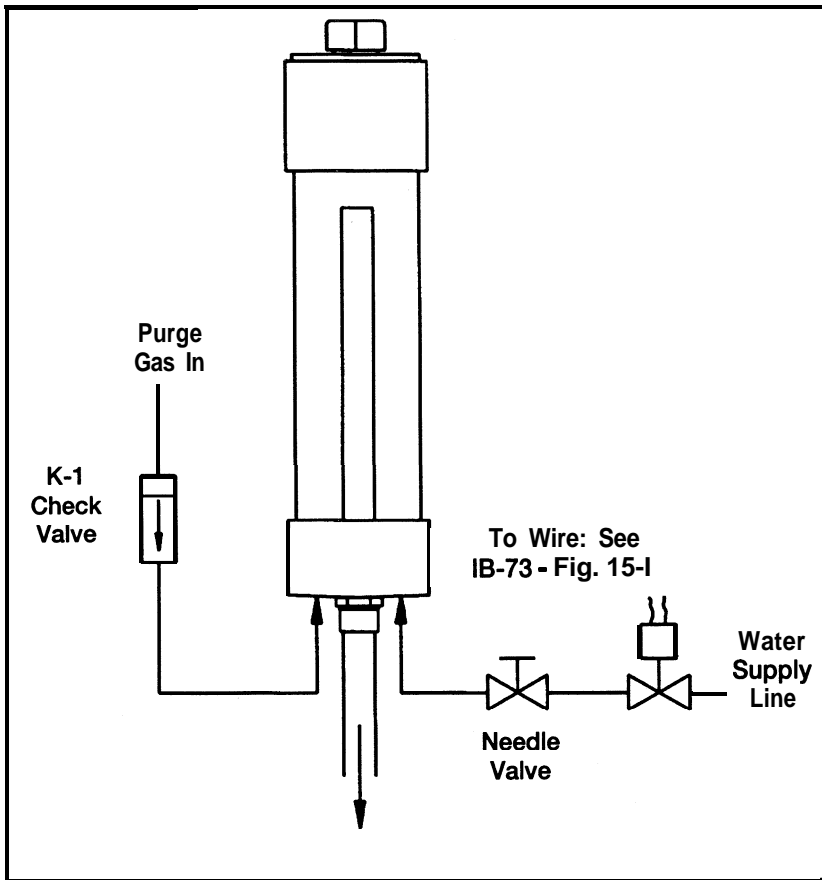 Purge
Gas In
K-1
Check
Valve
To Wire: See
IB-73 - Fig. 15-I
Water
Supply
Line
Needle
Valve